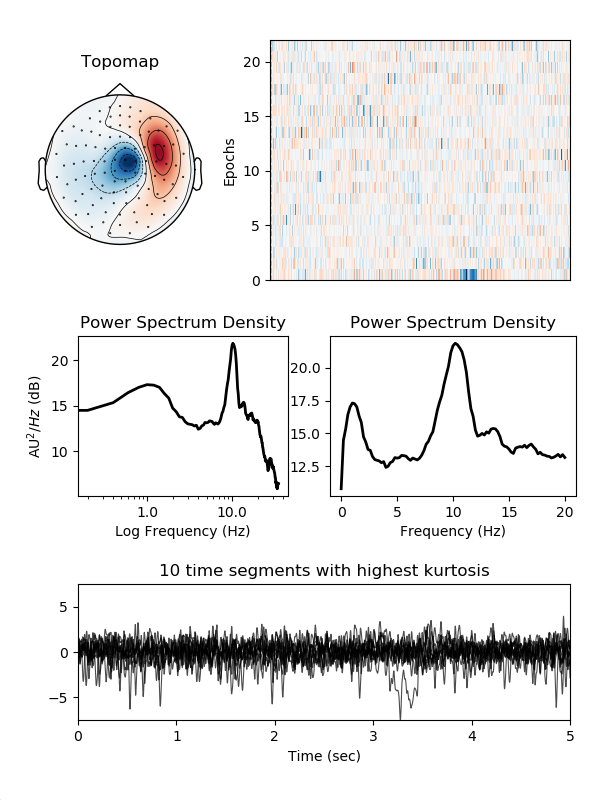 Topomap
Epochs
20
15
10
5
0
Power Spectrum Density
AU²/Hz (dB)
20
15
10
1.0 10.0
Log Frequency (Hz)
Power Spectrum Density
20.0
17.5
15.0
12.5
0 5 10 15 20
Frequency (Hz)
10 time segments with highest kurtosis
5
0
−5
0 1 2 3 4 5
Time (sec)